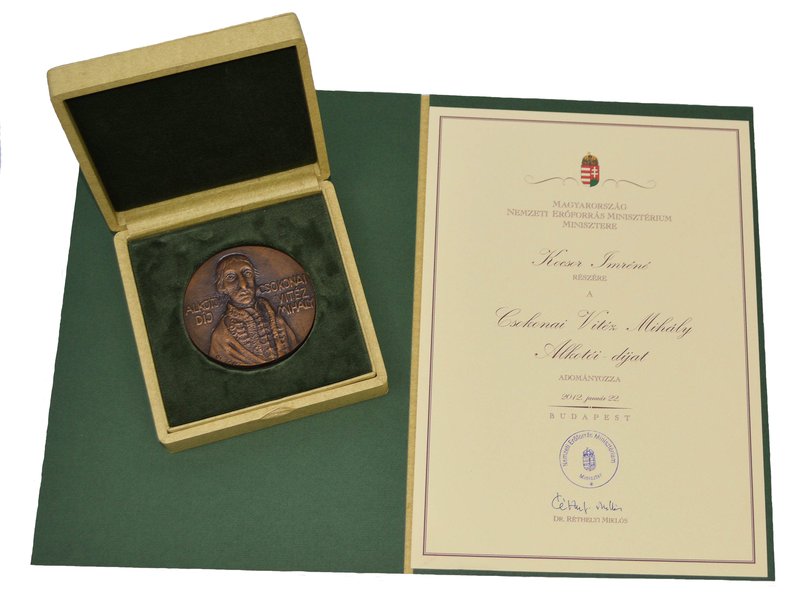 ALKOTÓI
DÍJ
CSOKONAI
VITÉZ
MIHÁLY
MAGYARORSZÁG
NEMZETI ERŐFORRÁS MINISZTÉRIUM
MINISZTERE
Kocsor Imréné
RÉSZÉRE
A
Csokonai Vitéz Mihály
Alkotói-díjat
ADOMÁNYOZZA
2012. január 22.
BUDAPEST
Nemzeti Erőforrás Minisztérium
Miniszter
DR. RÉTHELYI MIKLÓS